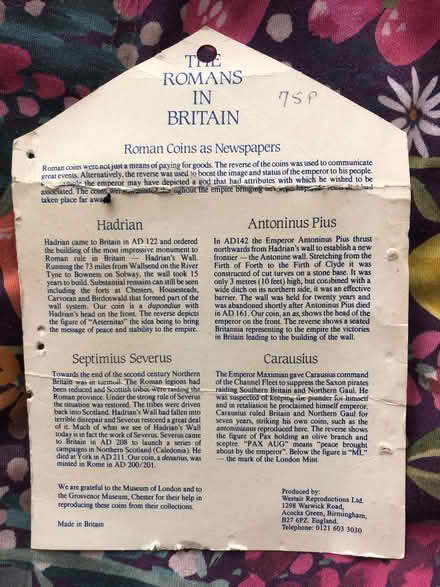 THE
ROMANS
IN
BRITAIN
75P
Roman Coins as Newspapers
Roman coins were not just a means of paying for goods. The reverse of the coins was used to communicate
great events. Alternatively, the reverse was used to boost the image and status of the emperor to his people.
the emperor may have depicted a god that had attributes with which he wished to be
associated. The coins were throughout the empire bringing
taken place far away.
Hadrian
Hadrian came to Britain in AD 122 and ordered
the building of the most impressive monument to
Roman rule in Britain — Hadrian's Wall.
Running the 73 miles from Wallsend on the River
Tyne to Bowness on Solway, the wall took 15
years to build. Substantial remains can still be seen
including the forts at Chesters, Housesteads,
Carvoran and Birdoswald that formed part of the
wall system. Our coin is a dupondius with
Hadrian's head on the front. The reverse depicts
the figure of "Aeternitas" the idea being to bring
the message of peace and stability to the empire.
Antoninus Pius
In AD142 the Emperor Antoninus Pius thrust
northwards from Hadrian's Wall to establish a new
frontier — the Antonine wall. Stretching from the
Firth of Forth to the Firth of Clyde it was
constructed of cut turves on a stone base. It was
only 3 metres (10 feet) high, but combined with a
wide ditch on its northern side, it was an effective
barrier. The wall was held for twenty years and
was abandoned shortly after Antoninus Pius died
in AD 161. Our coin, an as, shows the head of the
emperor on the front. The reverse shows a seated
Britannia representing to the empire the victories
in Britain leading to the building of the wall.
Septimius Severus
Towards the end of the second century Northern
Britain was in turmoil. The Roman legions had
been reduced and Scottish tribes were raiding the
Roman province. Under the strong rule of Severus
the situation was restored. The tribes were driven
back into Scotland. Hadrian's Wall had fallen into
terrible disrepair and Severus restored a great deal
of it. Much of what we see of Hadrian's Wall
today is in fact the work of Severus. Severus came
to Britain in AD 208 to launch a series of
campaigns in Northern Scotland (Caledonia). He
died at York in AD 211. Our coin, a denarius, was
minted in Rome in AD 200/201.
Carausius
The Emperor Maximian gave Carausius command
of the Channel Fleet to suppress the Saxon pirates
raiding Southern Britain and Northern Gaul. He
was suspected of keeping the plunder for himself
and in retaliation he proclaimed himself emperor.
Carausius ruled Britain and Northern Gaul for
seven years, striking his own coins, such as the
antoninianus reproduced here. The reverse shows
the figure of Pax holding an olive branch and
sceptre. "PAX AUG" means "peace brought
about by the emperor". Below the figure is "ML"
— the mark of the London Mint.
We are grateful to the Museum of London and to
the Grosvenor Museum, Chester for their help in
reproducing these coins from their collections.
Made in Britain
Produced by:
Westair Reproductions Ltd.
1298 Warwick Road,
Acocks Green, Birmingham,
B27 6PZ. England.
Telephone: 0121 603 3030